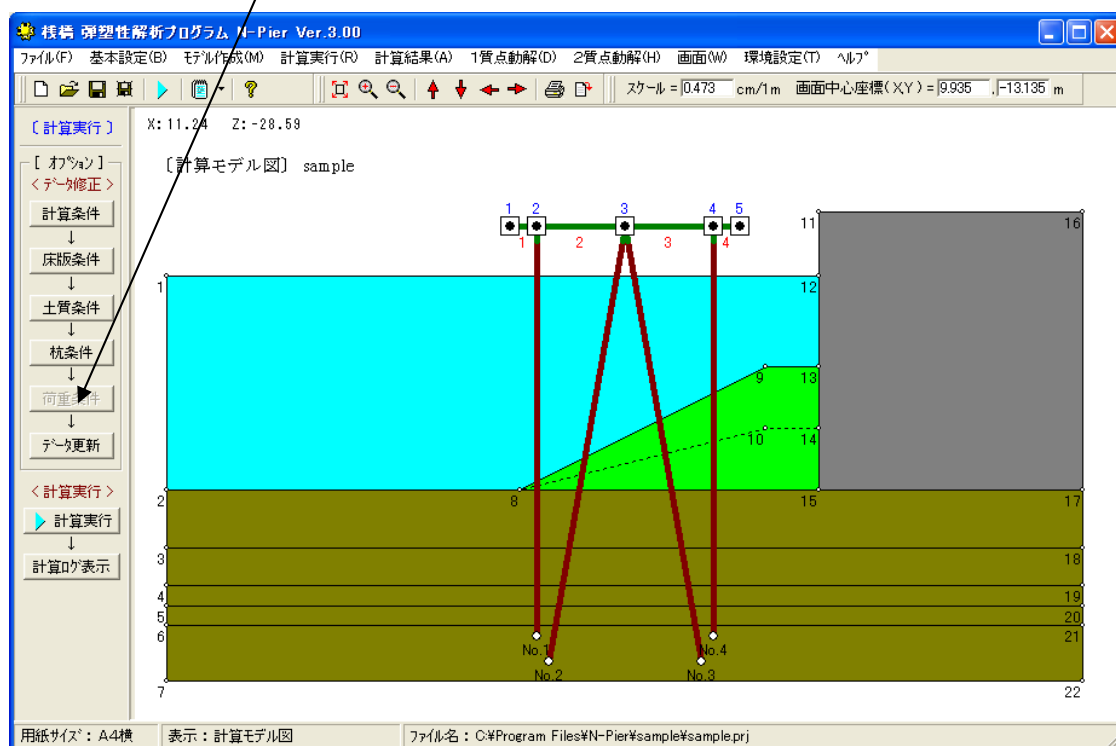 桟橋 弾塑性解析プログラム N-Pier Ver.3.00
ファイル(F) 基本設定(B) モデル作成(M) 計算実行(R) 計算結果(A) 1質点動解(D) 2質点動解(H) 画面(W) 環境設定(T) ヘルプ
スケール = 0.473 cm/1m 画面中心座標(XY) = 9.935 , -13.135 m
〔計算実行〕
X:11.24 Z:-28.59
[ オプション ]
〔計算モデル図〕 sample
<データ修正>
計算条件
↓
床版条件
↓
土質条件
↓
杭条件
↓
荷重条件
↓
データ更新
<計算実行>
計算実行
↓
計算ログ表示
1 2 3 4 5
1 2 3 4
11 16
1 12
9 13
10 14
2 8 15 17
3 18
4 19
5 20
6 21
No.1 No.4
No.2 No.3
7 22
用紙サイズ: A4横 表示:計算モデル図 ファイル名: C:¥Program Files¥N-Pier¥sample¥sample.prj